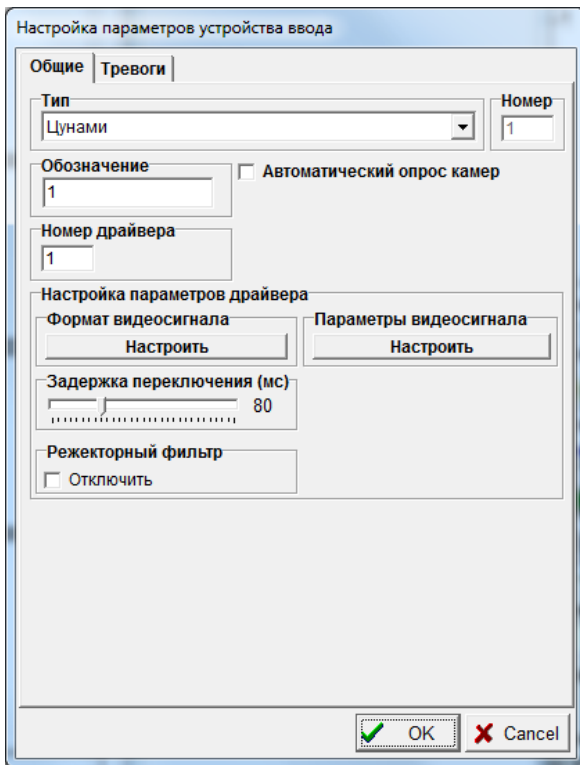 Настройка параметров устройства ввода
Общие Тревоги
Тип Номер
Цунами 1
Обозначение
1 Автоматический опрос камер
Номер драйвера
1
Настройка параметров драйвера
Формат видеосигнала Параметры видеосигнала
Настроить Настроить
Задержка переключения (мс)
80
Режекторный фильтр
Отключить
OK Cancel